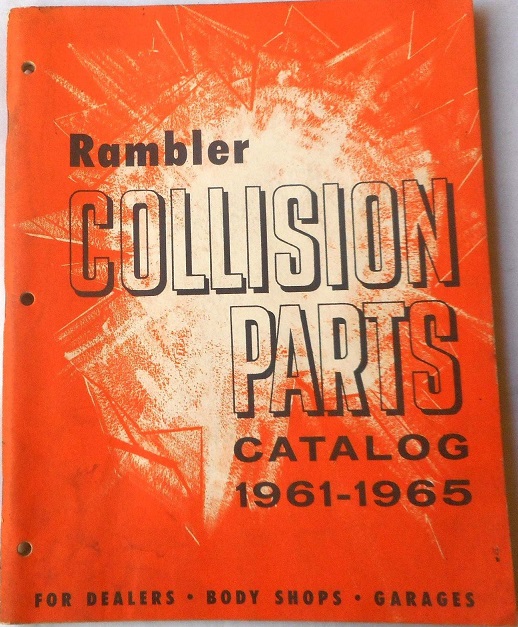 Rambler
COLLISION
PARTS
CATALOG
1961-1965
FOR DEALERS • BODY SHOPS • GARAGES